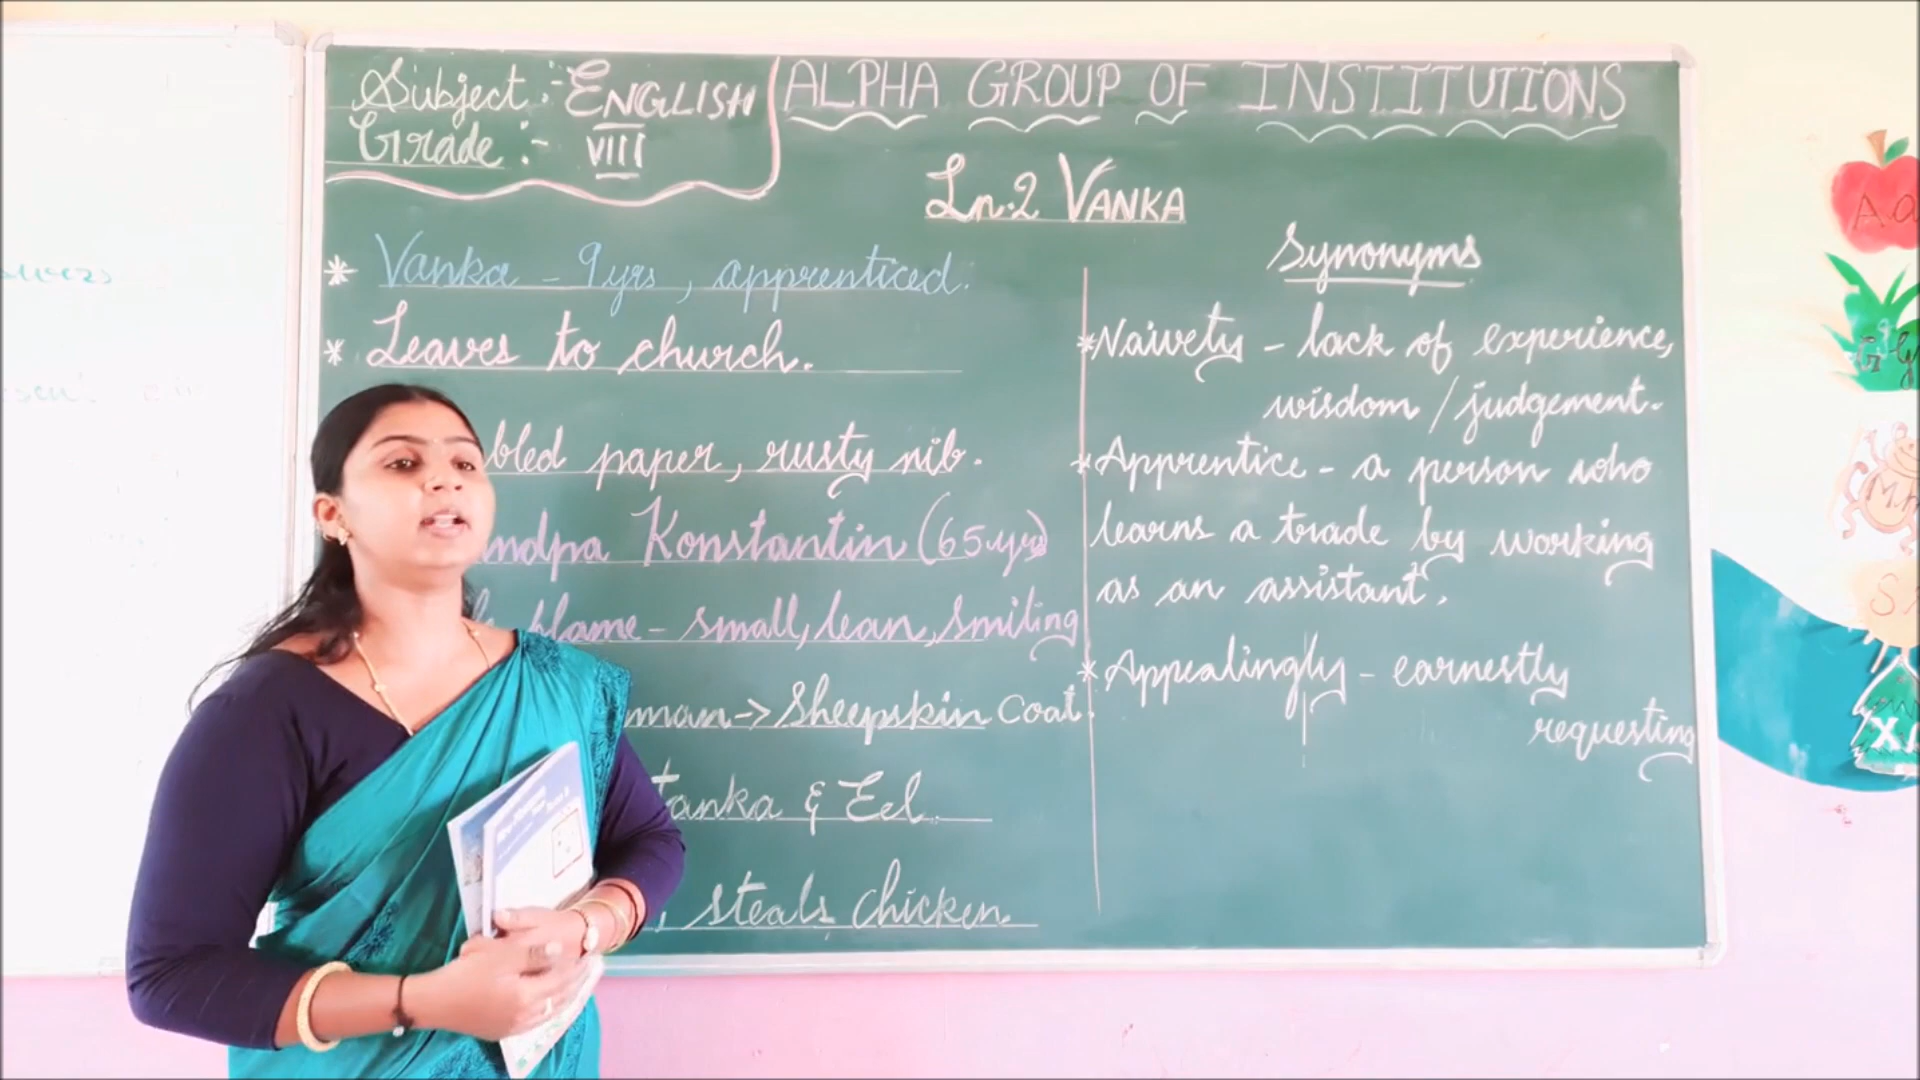 Subject :- ENGLISH
Grade :- VIII
ALPHA GROUP OF INSTITUTIONS
Ln.2 VANKA
* Vanka - 9yrs, apprenticed.
* Leaves to church.
bled paper, rusty nib.
ndpa Konstantin (65yrs)
blame - small, lean, smiling
man -> Sheepskin coat.
tanka & Eel.
, steals chicken.
Synonyms
* Naivety - lack of experience,
wisdom / judgement.
* Apprentice - a person who
learns a trade by working
as an assistant.
* Appealingly - earnestly
requesting
Aa